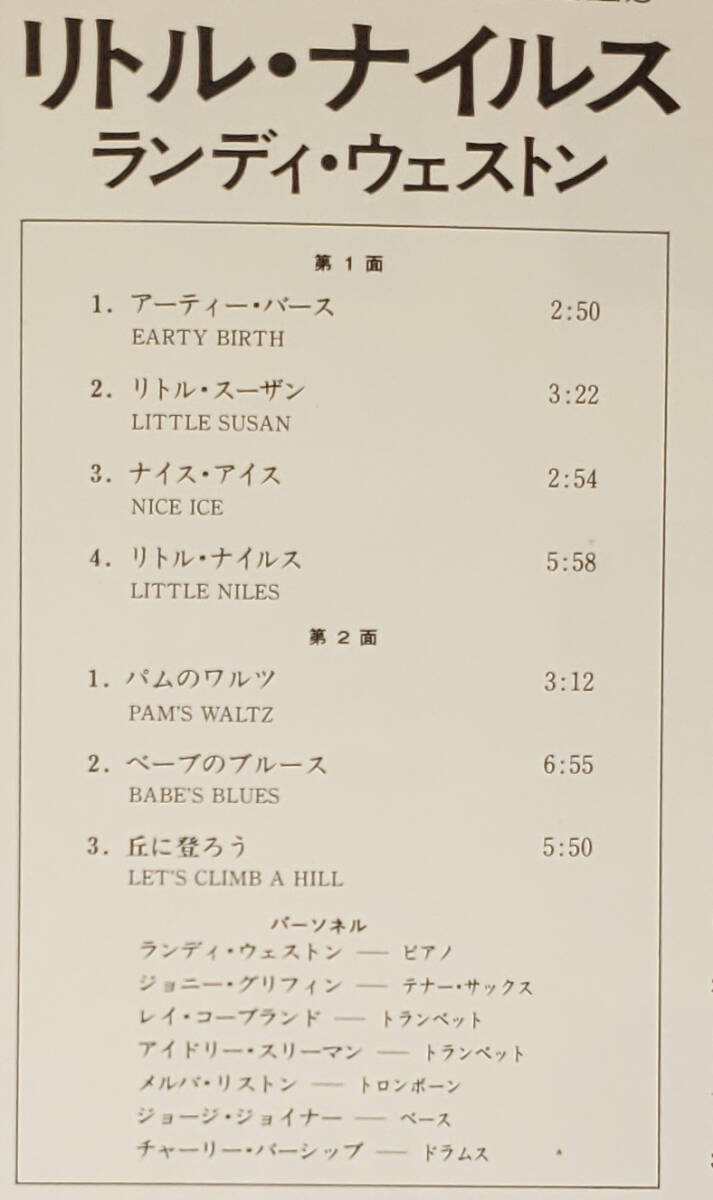 リトル・ナイルス
ランディ・ウェストン
第1面
1. アーティー・バース 2:50
EARTY BIRTH
2. リトル・スーザン 3:22
LITTLE SUSAN
3. ナイス・アイス 2:54
NICE ICE
4. リトル・ナイルス 5:58
LITTLE NILES
第2面
1. パムのワルツ 3:12
PAM'S WALTZ
2. ベーブのブルース 6:55
BABE'S BLUES
3. 丘に登ろう 5:50
LET'S CLIMB A HILL
パーソネル
ランディ・ウェストン — ピアノ
ジョニー・グリフィン — テナー・サックス
レイ・コープランド — トランペット
アイドリー・スリーマン — トランペット
メルバ・リストン — トロンボーン
ジョージ・ジョイナー — ベース
チャーリー・パーシップ — ドラムス